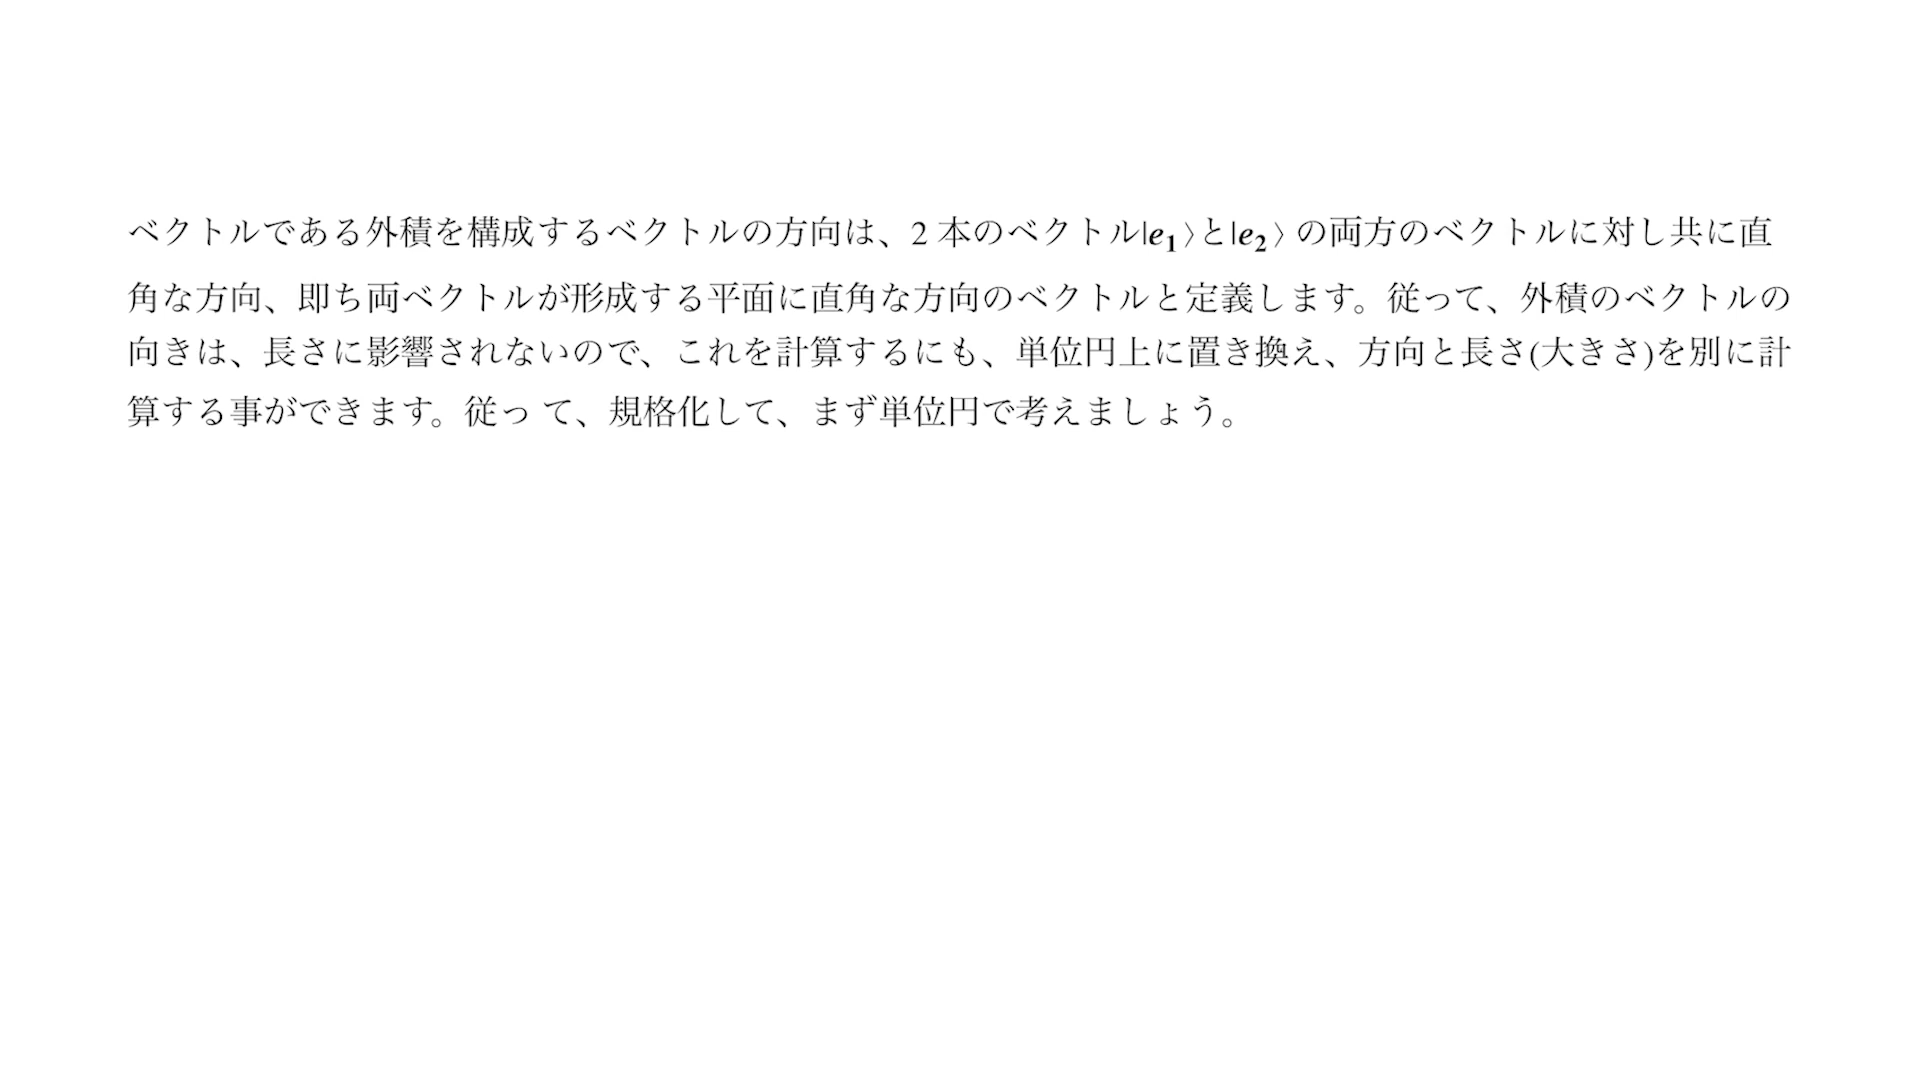 ベクトルである外積を構成するベクトルの方向は、2 本のベクトル|e₁⟩と|e₂⟩ の両方のベクトルに対し共に直
角な方向、即ち両ベクトルが形成する平面に直角な方向のベクトルと定義します。従って、外積のベクトルの
向きは、長さに影響されないので、これを計算するにも、単位円上に置き換え、方向と長さ(大きさ)を別に計
算する事ができます。従っ て、規格化して、まず単位円で考えましょう。